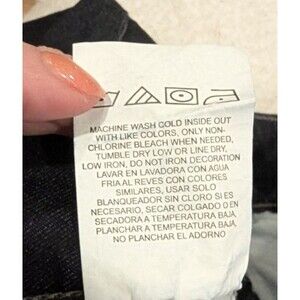 MACHINE WASH COLD INSIDE OUT
WITH LIKE COLORS, ONLY NON-
CHLORINE BLEACH WHEN NEEDED,
TUMBLE DRY LOW OR LINE DRY,
LOW IRON, DO NOT IRON DECORATION
LAVAR EN LAVADORA CON AGUA
FRIA AL REVES CON COLORES
SIMILARES, USAR SOLO
BLANQUEADOR SIN CLORO SI ES
NECESARIO, SECAR COLGADO O EN
SECADORA A TEMPERATURA BAJA,
PLANCHAR A TEMPERATURA BAJA,
NO PLANCHAR EL ADORNO